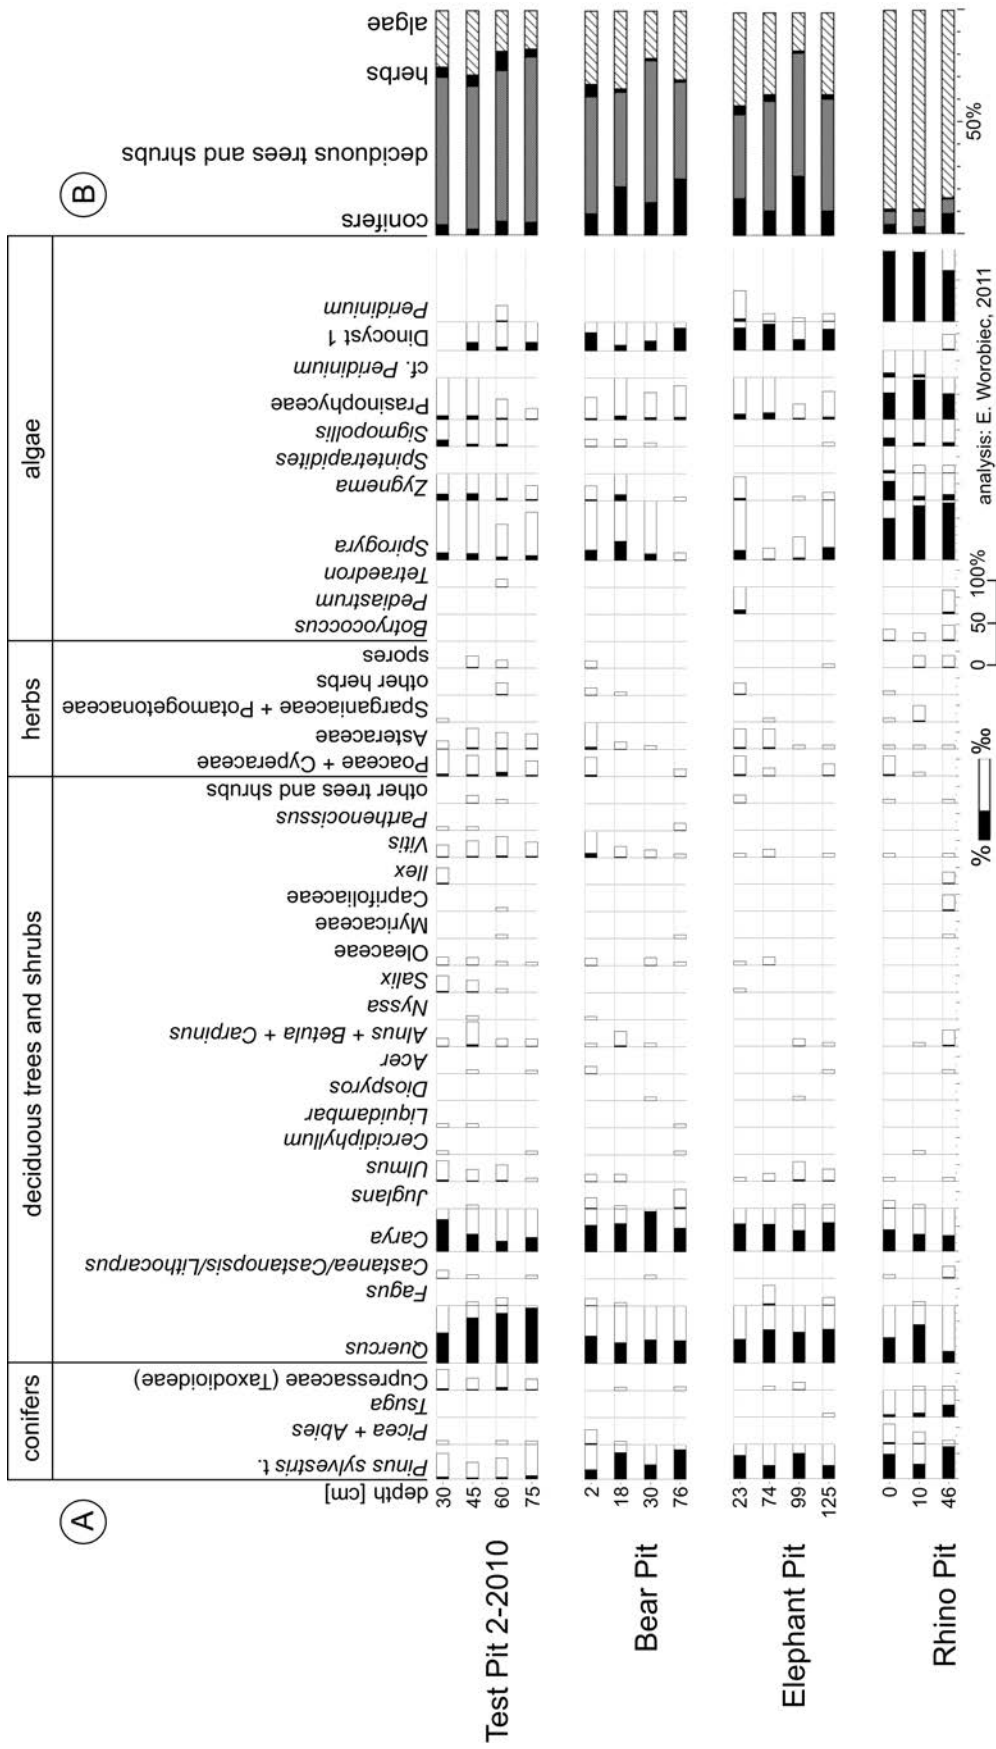 A
conifers
deciduous trees and shrubs
herbs
algae
B
depth [cm]
Pinus sylvestris t.
Picea + Abies
Tsuga
Cupressaceae (Taxodioideae)
Quercus
Fagus
Castanea/Castanopsis/Lithocarpus
Carya
Juglans
Ulmus
Cercidiphyllum
Liquidambar
Diospyros
Acer
Alnus + Betula + Carpinus
Nyssa
Salix
Oleaceae
Myricaceae
Caprifoliaceae
Ilex
Vitis
Parthenocissus
other trees and shrubs
Poaceae + Cyperaceae
Asteraceae
Sparganiaceae + Potamogetonaceae
other herbs
spores
Botryococcus
Pediastrum
Tetraedron
Spirogyra
Zygnema
Spintetrapidites
Sigmopollis
Prasinophyceae
cf. Peridinium
Dinocyst 1
Peridinium
conifers
deciduous trees and shrubs
herbs
algae
Test Pit 2-2010
30
45
60
75
Bear Pit
2
18
30
76
Elephant Pit
23
74
99
125
Rhino Pit
0
10
46
% ‰
0 50 100%
analysis: E. Worobiec, 2011
50%